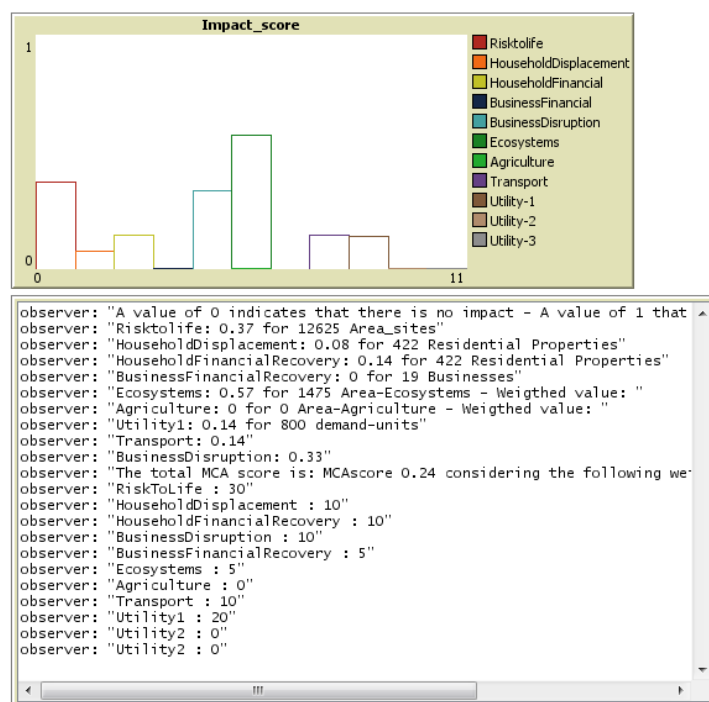 Impact_score
1
0
0
11
Risktolife
HouseholdDisplacement
HouseholdFinancial
BusinessFinancial
BusinessDisruption
Ecosystems
Agriculture
Transport
Utility-1
Utility-2
Utility-3
observer: "A value of 0 indicates that there is no impact - A value of 1 that
observer: "Risktolife: 0.37 for 12625 Area_sites"
observer: "HouseholdDisplacement: 0.08 for 422 Residential Properties"
observer: "HouseholdFinancialRecovery: 0.14 for 422 Residential Properties"
observer: "BusinessFinancialRecovery: 0 for 19 Businesses"
observer: "Ecosystems: 0.57 for 1475 Area-Ecosystems - Weigthed value: "
observer: "Agriculture: 0 for 0 Area-Agriculture - Weigthed value: "
observer: "Utility1: 0.14 for 800 demand-units"
observer: "Transport: 0.14"
observer: "BusinessDisruption: 0.33"
observer: "The total MCA score is: MCAscore 0.24 considering the following wei
observer: "RiskToLife : 30"
observer: "HouseholdDisplacement : 10"
observer: "HouseholdFinancialRecovery : 10"
observer: "BusinessDisruption : 10"
observer: "BusinessFinancialRecovery : 5"
observer: "Ecosystems : 5"
observer: "Agriculture : 0"
observer: "Transport : 10"
observer: "Utility1 : 20"
observer: "Utility2 : 0"
observer: "Utility2 : 0"